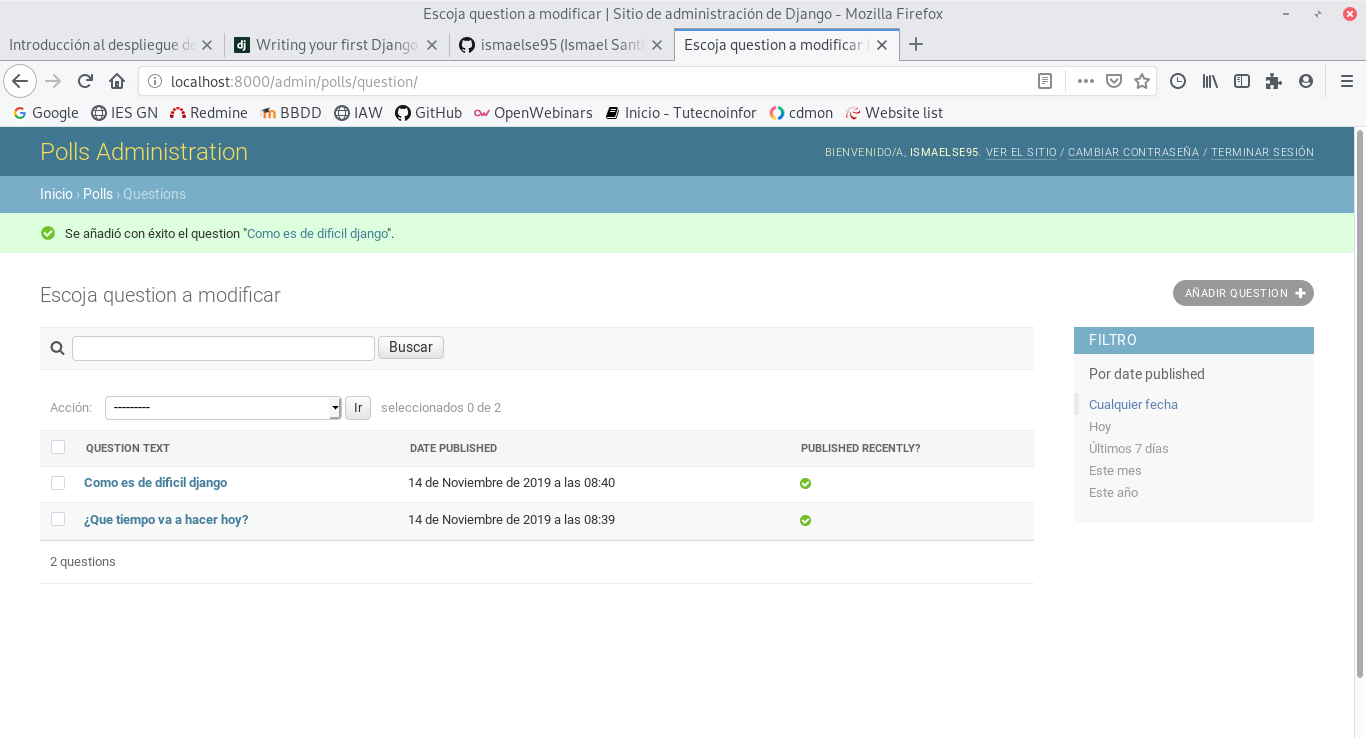 Escoja question a modificar | Sitio de administración de Django - Mozilla Firefox
Introducción al despliegue de
Writing your first Django
ismaelse95 (Ismael Santi
Escoja question a modificar |
localhost:8000/admin/polls/question/
Google IES GN Redmine BBDD IAW GitHub OpenWebinars Inicio - Tutecnoinfor cdmon Website list
Polls Administration
BIENVENIDO/A, ISMAELSE95. VER EL SITIO / CAMBIAR CONTRASEÑA / TERMINAR SESIÓN
Inicio › Polls › Questions
Se añadió con éxito el question "Como es de dificil django".
Escoja question a modificar
AÑADIR QUESTION
Buscar
Acción: --------- Ir seleccionados 0 de 2
QUESTION TEXT DATE PUBLISHED PUBLISHED RECENTLY?
Como es de dificil django 14 de Noviembre de 2019 a las 08:40
¿Que tiempo va a hacer hoy? 14 de Noviembre de 2019 a las 08:39
2 questions
FILTRO
Por date published
Cualquier fecha
Hoy
Últimos 7 días
Este mes
Este año